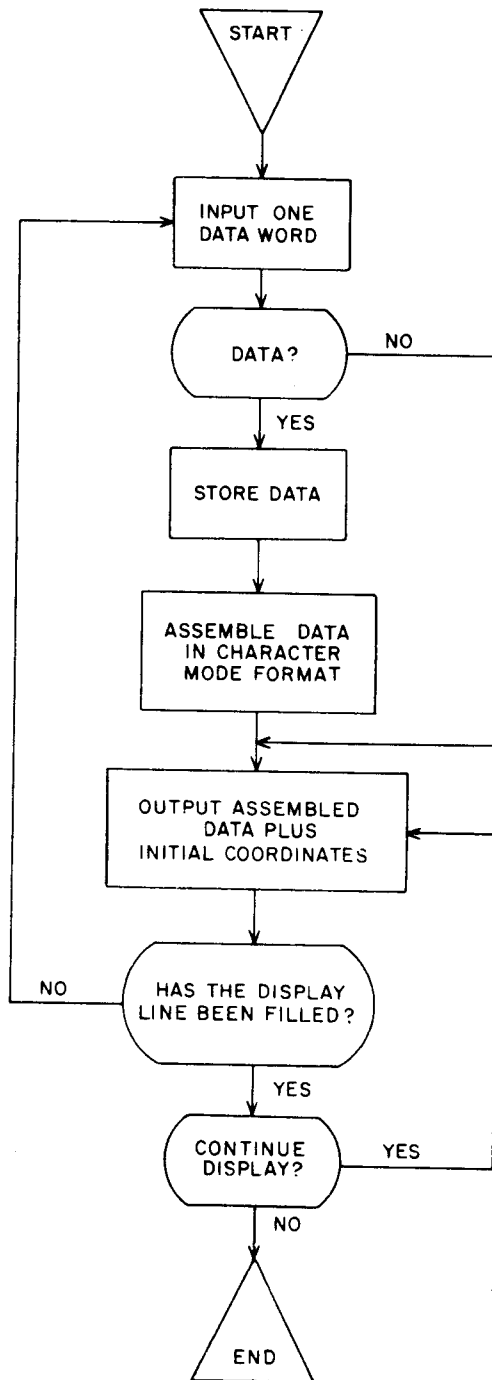 START
INPUT ONE
DATA WORD
DATA?
NO
YES
STORE DATA
ASSEMBLE DATA
IN CHARACTER
MODE FORMAT
OUTPUT ASSEMBLED
DATA PLUS
INITIAL COORDINATES
NO
HAS THE DISPLAY
LINE BEEN FILLED?
YES
CONTINUE
DISPLAY?
YES
NO
END